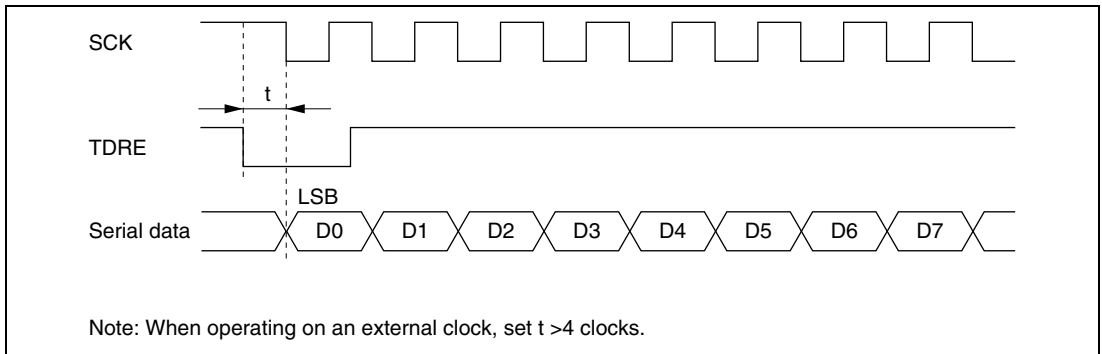 SCK
t
TDRE
LSB
Serial data D0 D1 D2 D3 D4 D5 D6 D7
Note: When operating on an external clock, set t >4 clocks.